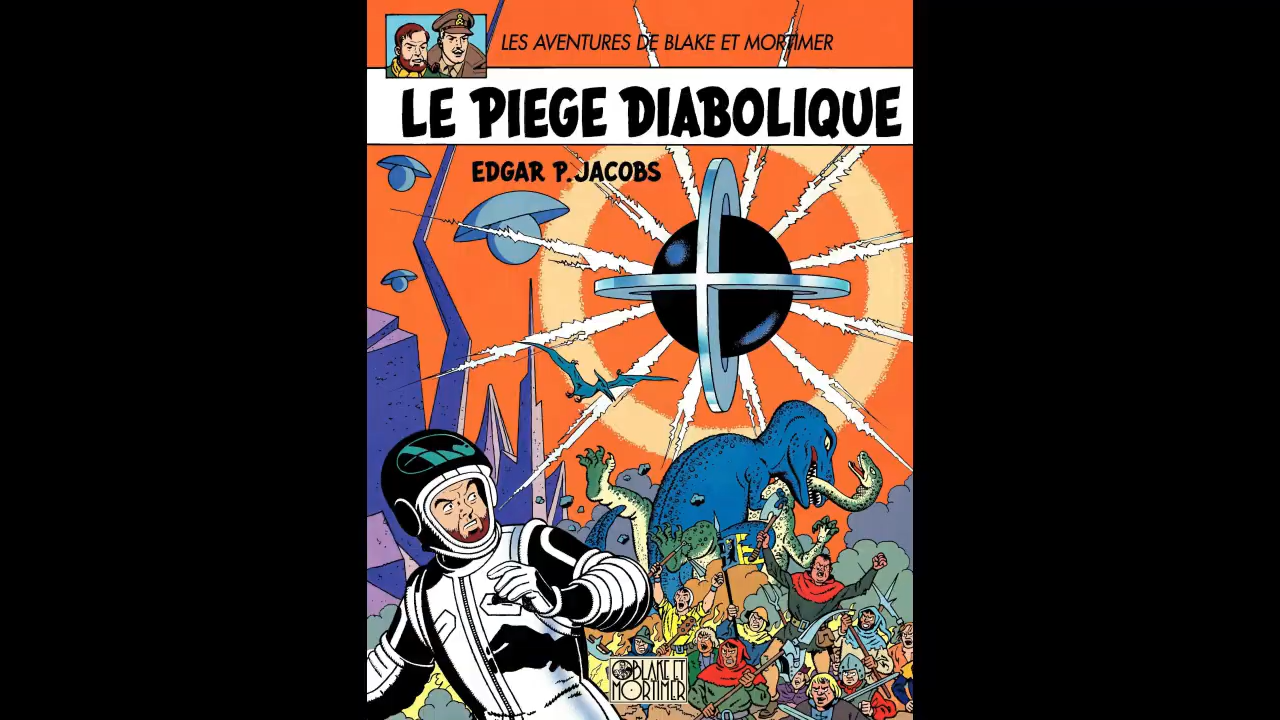 LES AVENTURES DE BLAKE ET MORTIMER
LE PIEGE DIABOLIQUE
EDGAR P. JACOBS
BLAKE ET
MORTIMER